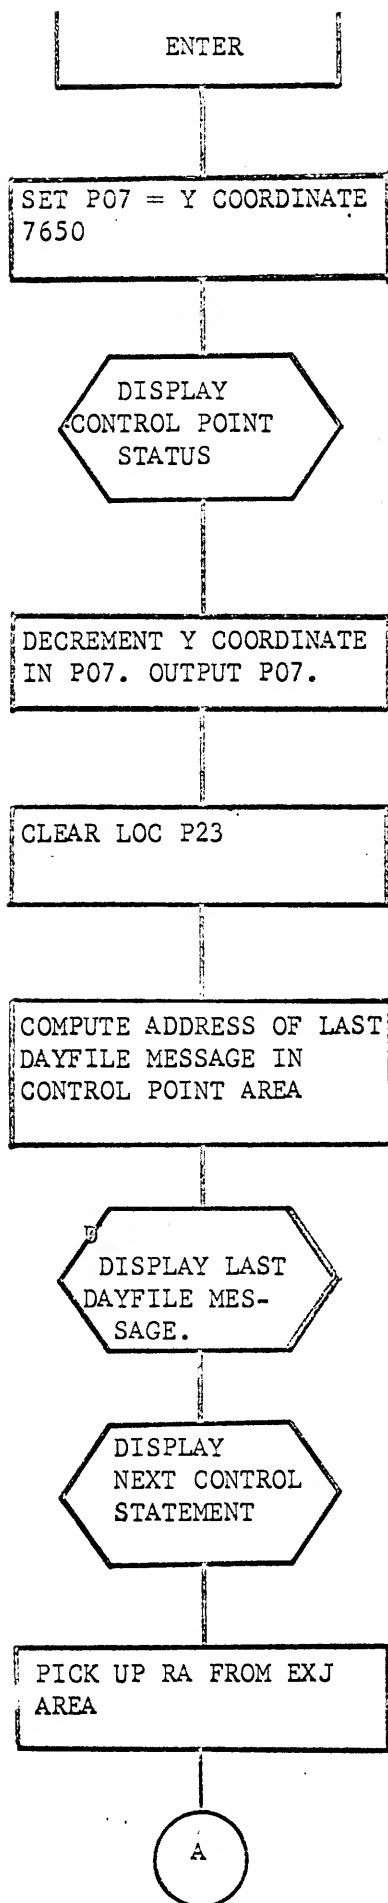 ENTER
SET P07 = Y COORDINATE
7650
DISPLAY
CONTROL POINT
STATUS
DECREMENT Y COORDINATE
IN P07. OUTPUT P07.
CLEAR LOC P23
COMPUTE ADDRESS OF LAST
DAYFILE MESSAGE IN
CONTROL POINT AREA
DISPLAY LAST
DAYFILE MES-
SAGE.
DISPLAY
NEXT CONTROL
STATEMENT
PICK UP RA FROM EXJ
AREA
A